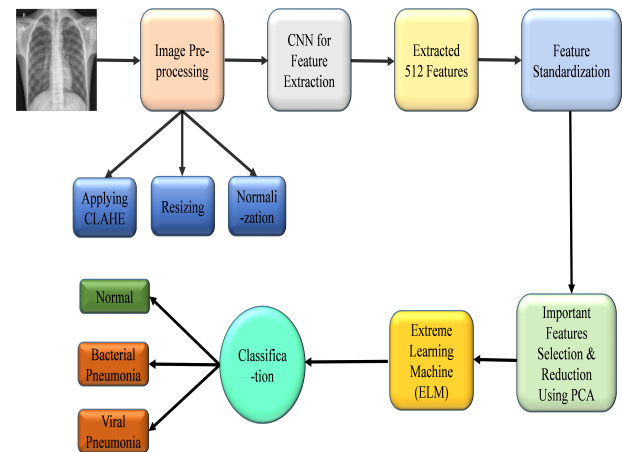 Image Pre-
processing
CNN for
Feature
Extraction
Extracted
512 Features
Feature
Standardization
Applying
CLAHE
Resizing
Normali
-zation
Normal
Bacterial
Pneumonia
Viral
Pneumonia
Classifica
-tion
Extreme
Learning
Machine
(ELM)
Important
Features
Selection &
Reduction
Using PCA